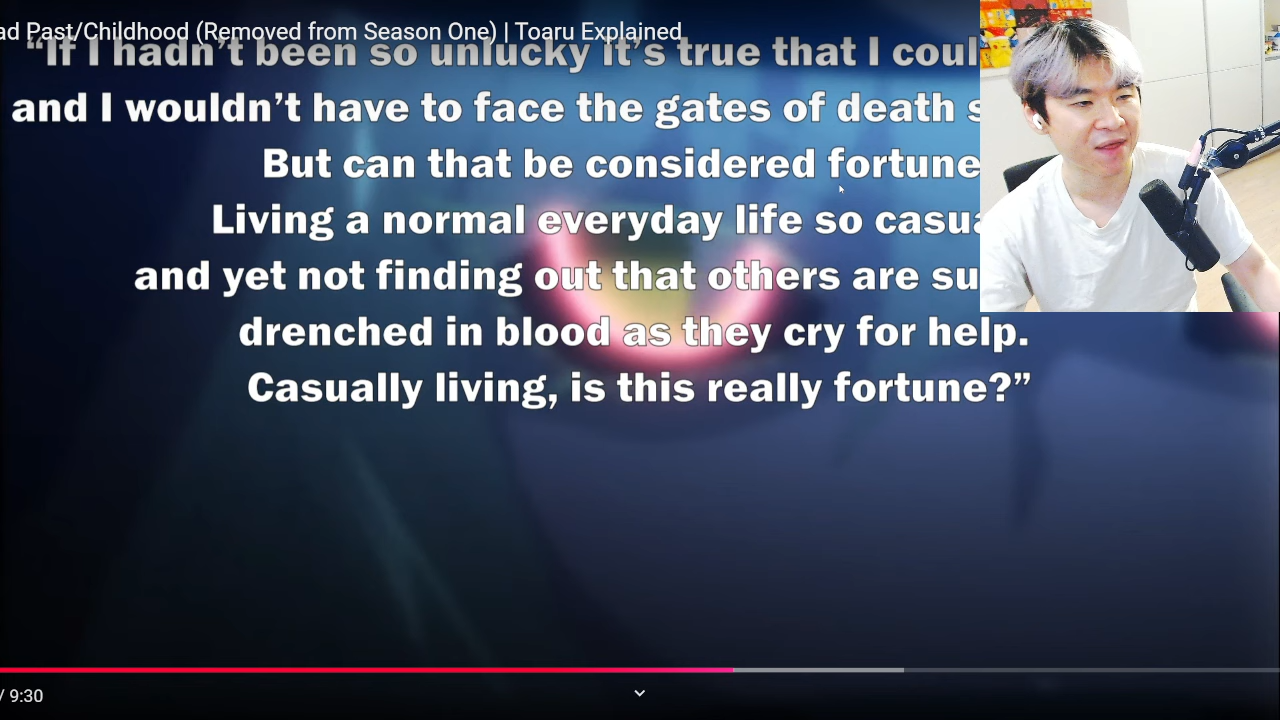 ad Past/Childhood (Removed from Season One) | Toaru Explained
“If I hadn’t been so unlucky it’s true that I coul
and I wouldn’t have to face the gates of death s
But can that be considered fortune
Living a normal everyday life so casua
and yet not finding out that others are su
drenched in blood as they cry for help.
Casually living, is this really fortune?”
/ 9:30